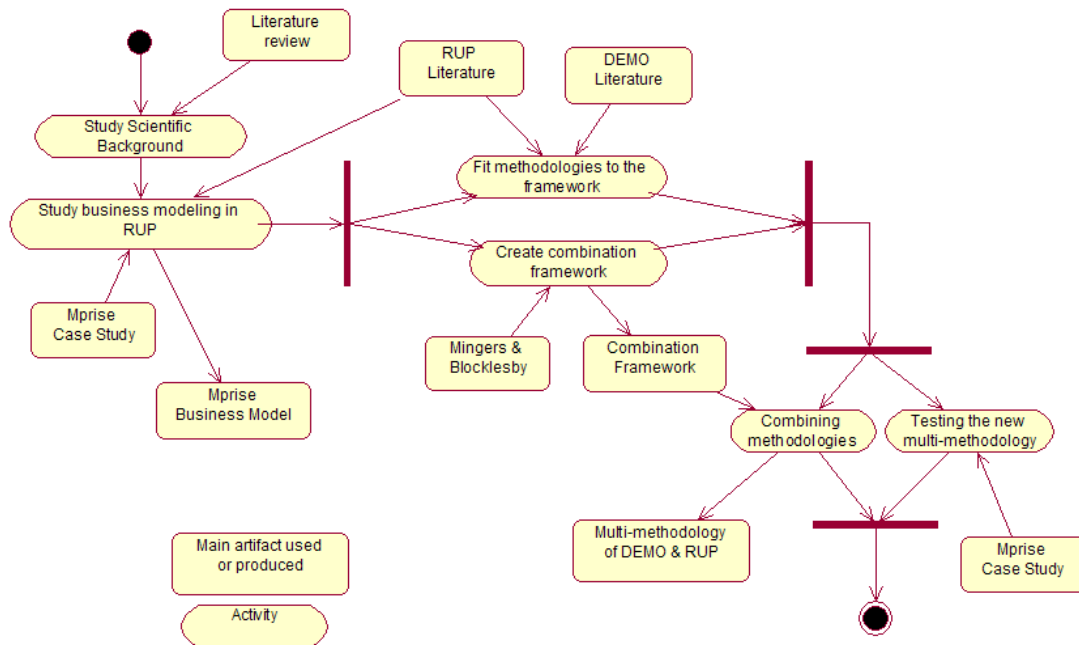 Literature
review
RUP
Literature
DEMO
Literature
Study Scientific
Background
Fit methodologies to the
framework
Study business modeling in
RUP
Create combination
framework
Mprise
Case Study
Mingers &
Blocklesby
Combination
Framework
Mprise
Business Model
Combining
methodologies
Testing the new
multi-methodology
Multi-methodology
of DEMO & RUP
Mprise
Case Study
Main artifact used
or produced
Activity